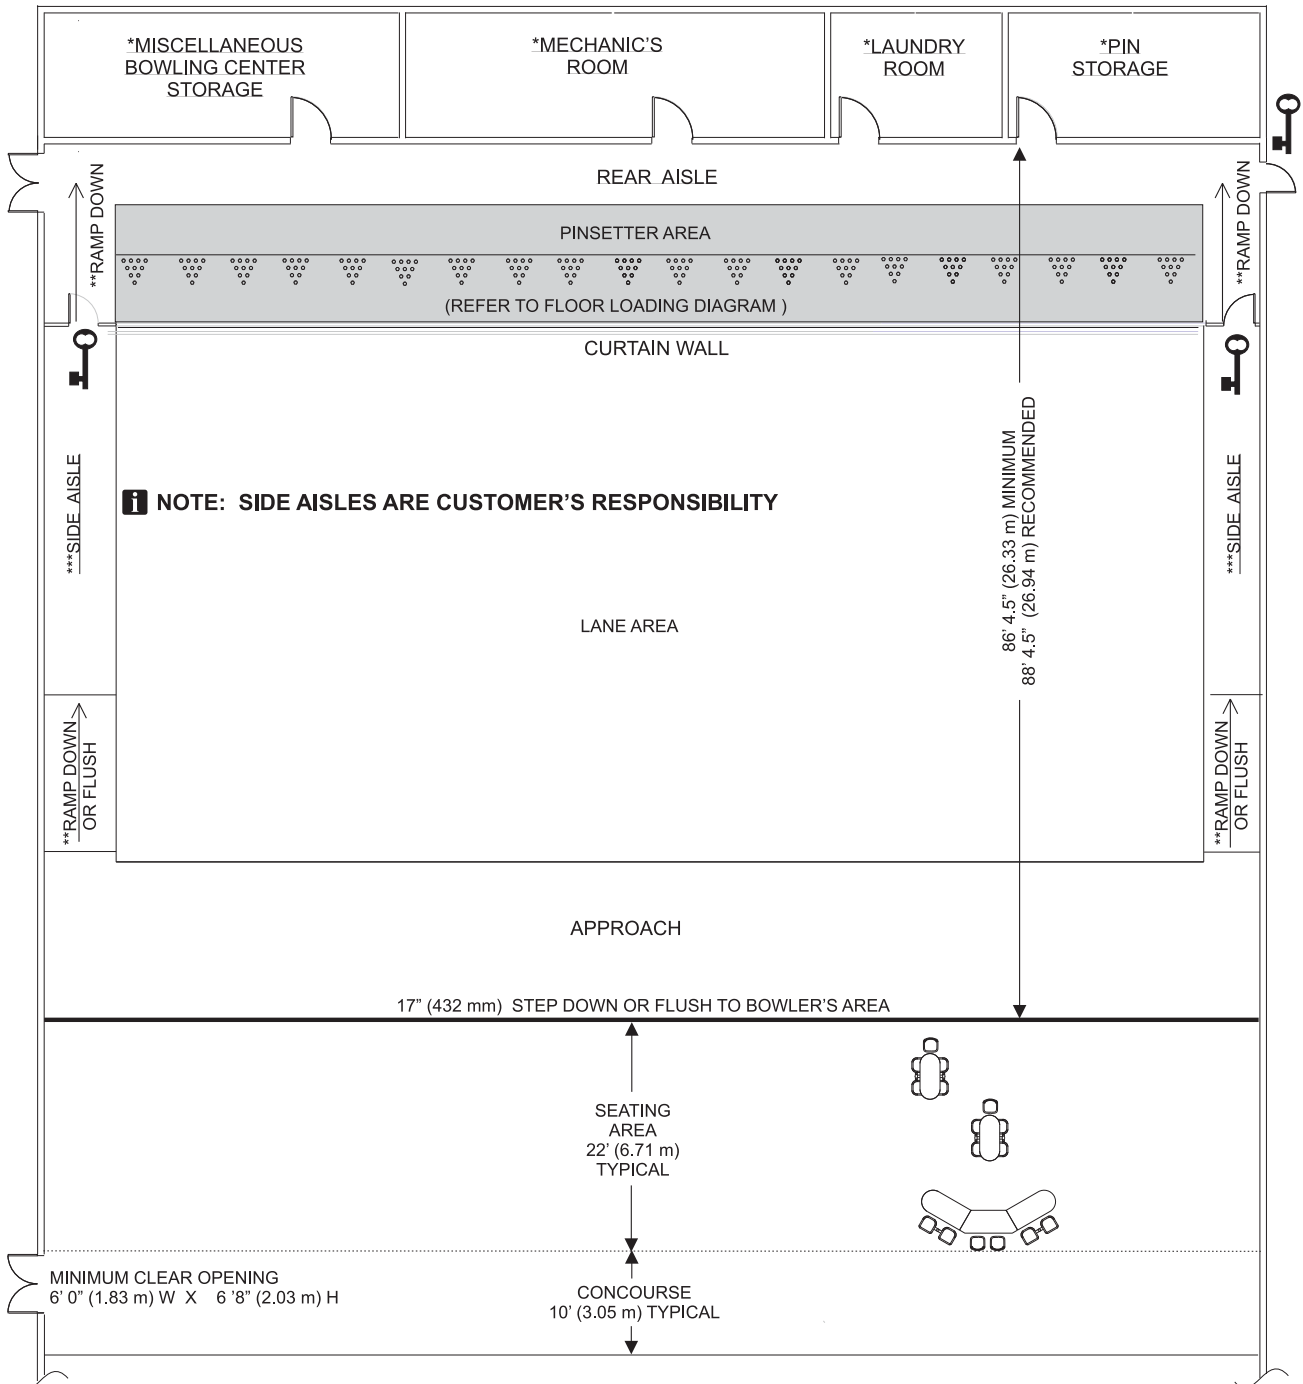 *MISCELLANEOUS
BOWLING CENTER
STORAGE
*MECHANIC'S
ROOM
*LAUNDRY
ROOM
*PIN
STORAGE
REAR AISLE
**RAMP DOWN
**RAMP DOWN
PINSETTER AREA
(REFER TO FLOOR LOADING DIAGRAM )
CURTAIN WALL
***SIDE AISLE
***SIDE AISLE
86' 4.5" (26.33 m) MINIMUM
88' 4.5" (26.94 m) RECOMMENDED
i NOTE: SIDE AISLES ARE CUSTOMER'S RESPONSIBILITY
LANE AREA
**RAMP DOWN
OR FLUSH
**RAMP DOWN
OR FLUSH
APPROACH
17" (432 mm) STEP DOWN OR FLUSH TO BOWLER'S AREA
SEATING
AREA
22' (6.71 m)
TYPICAL
MINIMUM CLEAR OPENING
6' 0" (1.83 m) W X 6 '8" (2.03 m) H
CONCOURSE
10' (3.05 m) TYPICAL